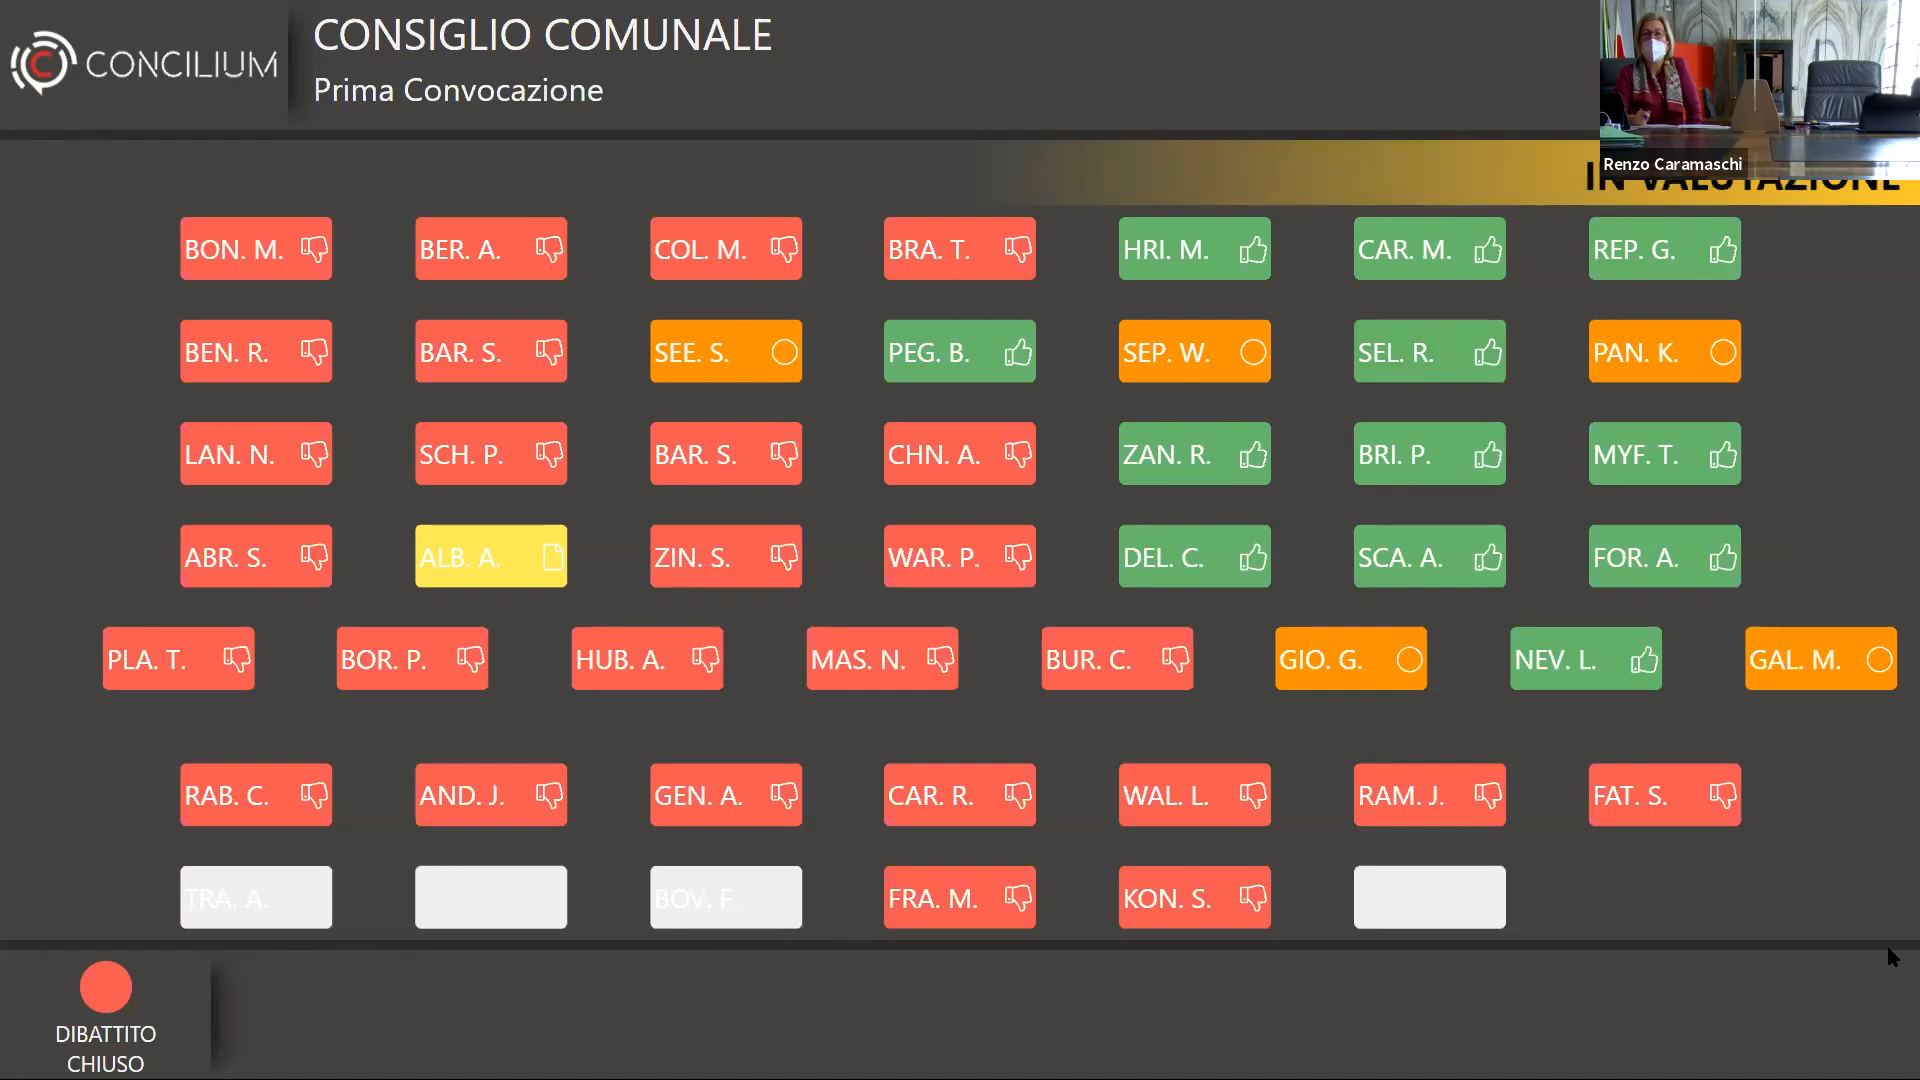 CONCILIUM
CONSIGLIO COMUNALE
Prima Convocazione
Renzo Caramaschi
IN VALUTAZIONE
BON. M. BER. A. COL. M. BRA. T. HRI. M. CAR. M. REP. G.
BEN. R. BAR. S. SEE. S. PEG. B. SEP. W. SEL. R. PAN. K.
LAN. N. SCH. P. BAR. S. CHN. A. ZAN. R. BRI. P. MYF. T.
ABR. S. ALB. A. ZIN. S. WAR. P. DEL. C. SCA. A. FOR. A.
PLA. T. BOR. P. HUB. A. MAS. N. BUR. C. GIO. G. NEV. L. GAL. M.
RAB. C. AND. J. GEN. A. CAR. R. WAL. L. RAM. J. FAT. S.
TRA. A. BOV. F. FRA. M. KON. S.
DIBATTITO
CHIUSO